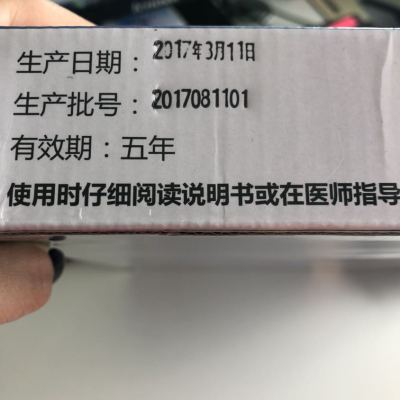 生产日期：2017年3月11日
生产批号：2017081101
有效期：五年
使用时仔细阅读说明书或在医师指导